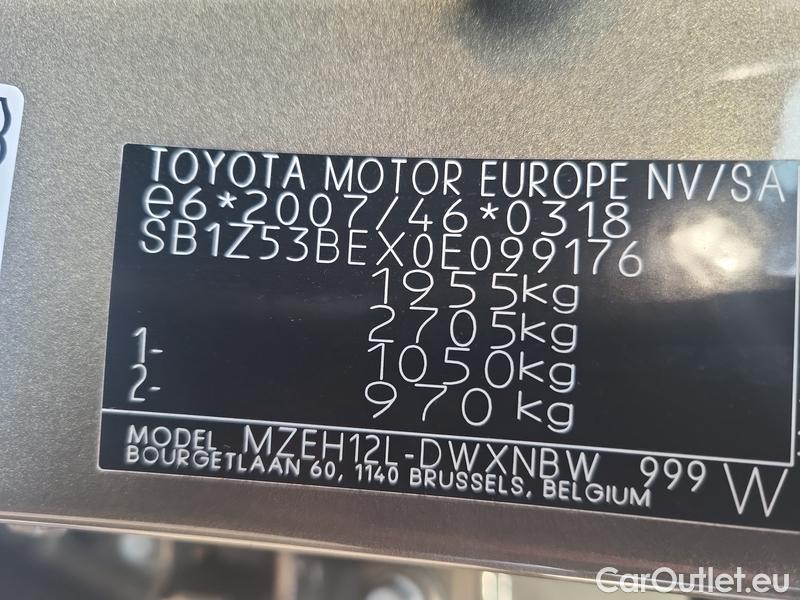 TOYOTA MOTOR EUROPE NV/SA
e6*2007/46*0318
SB1Z53BEX0E099176
1955kg
2705kg
1- 1050kg
2- 970 kg
MODEL MZEH12L-DWXNBW 999 W
BOURGETLAAN 60, 1140 BRUSSELS, BELGIUM
CarOutlet.eu